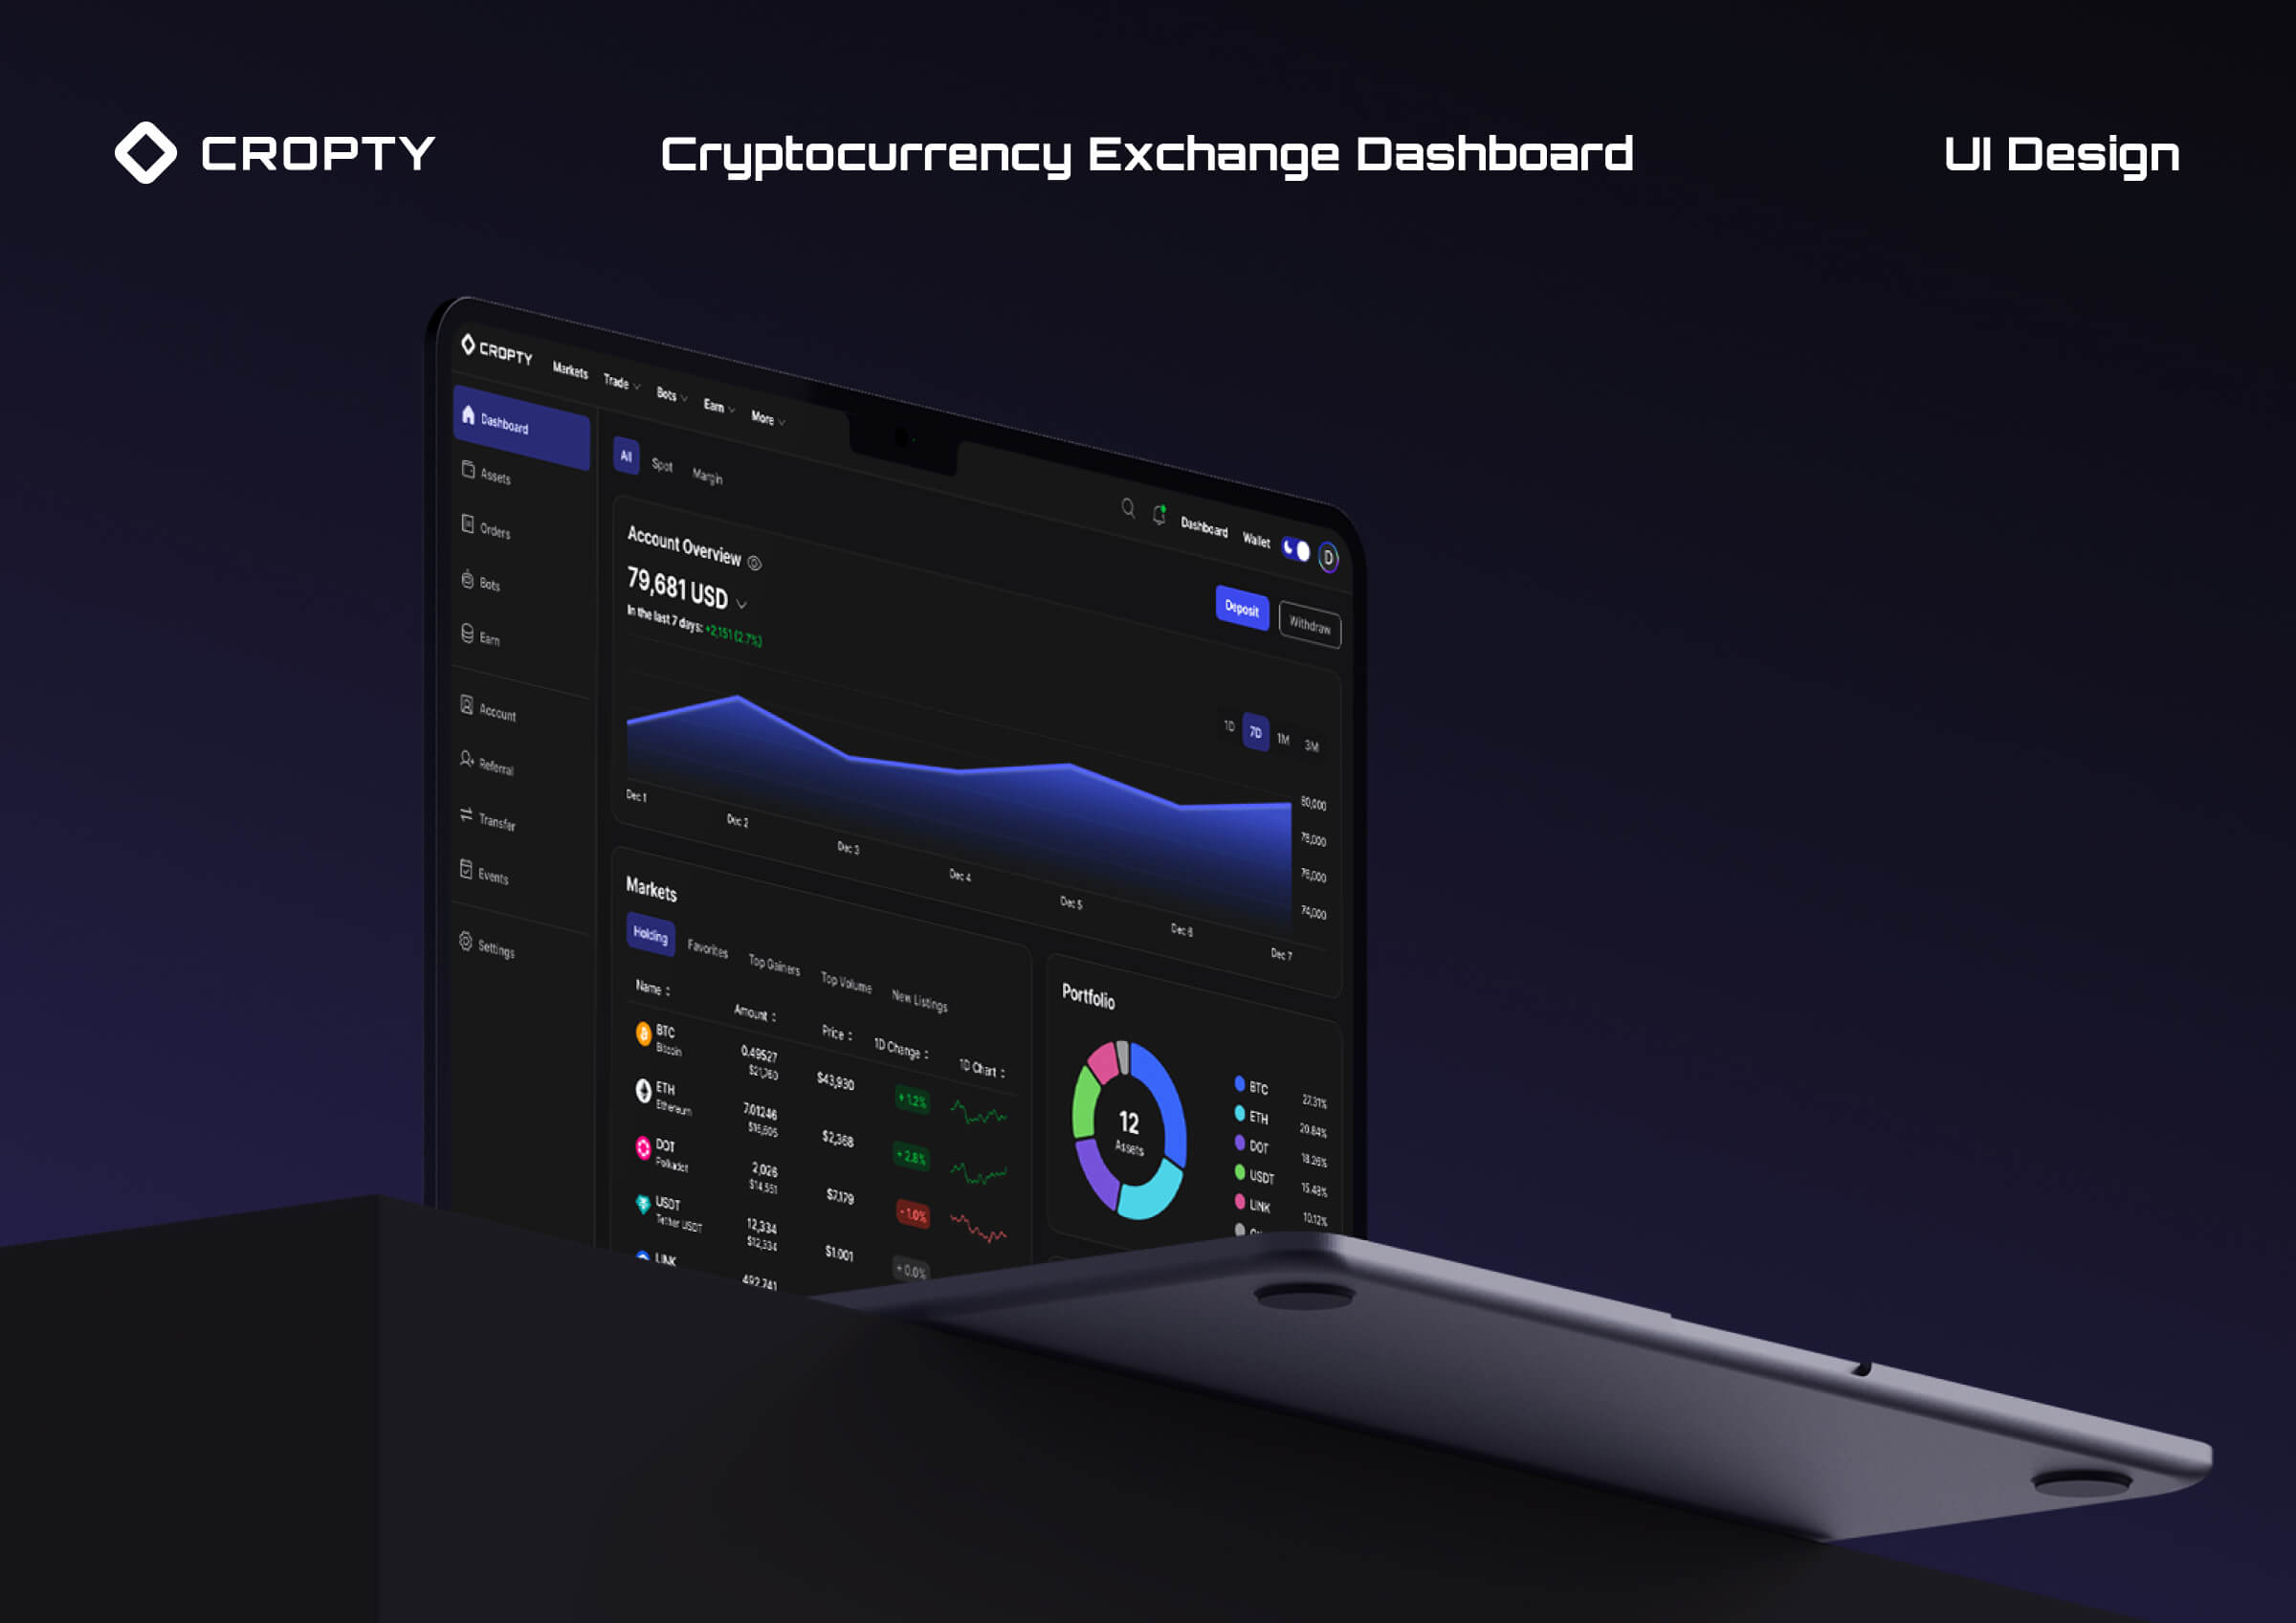 CROPTY
Cryptocurrency Exchange Dashboard
UI Design
CROPTY
Markets
Trade
Bots
Earn
More
Dashboard
Wallet
D
Dashboard
Assets
Orders
Bots
Earn
Account
Referral
Transfer
Events
Settings
All
Spot
Margin
Account Overview
79,681 USD
In the last 7 days: +2,151 (2.7%)
Deposit
Withdraw
1D
7D
1M
3M
80,000
78,000
76,000
74,000
Dec 1
Dec 2
Dec 3
Dec 4
Dec 5
Dec 6
Dec 7
Markets
Holding
Favorites
Top Gainers
Top Volume
New Listings
Name
Amount
Price
1D Change
1D Chart
BTC
Bitcoin
0.49527
$21,760
$43,930
+ 1.2%
ETH
Ethereum
7.01246
$16,605
$2,368
+ 2.8%
DOT
Polkadot
2,026
$14,551
$7.179
- 1.0%
USDT
Tether USDT
12,334
$12,334
$1.001
+ 0.0%
LINK
492.741
Portfolio
12
Assets
BTC
27.31%
ETH
20.84%
DOT
18.26%
USDT
15.48%
LINK
10.12%